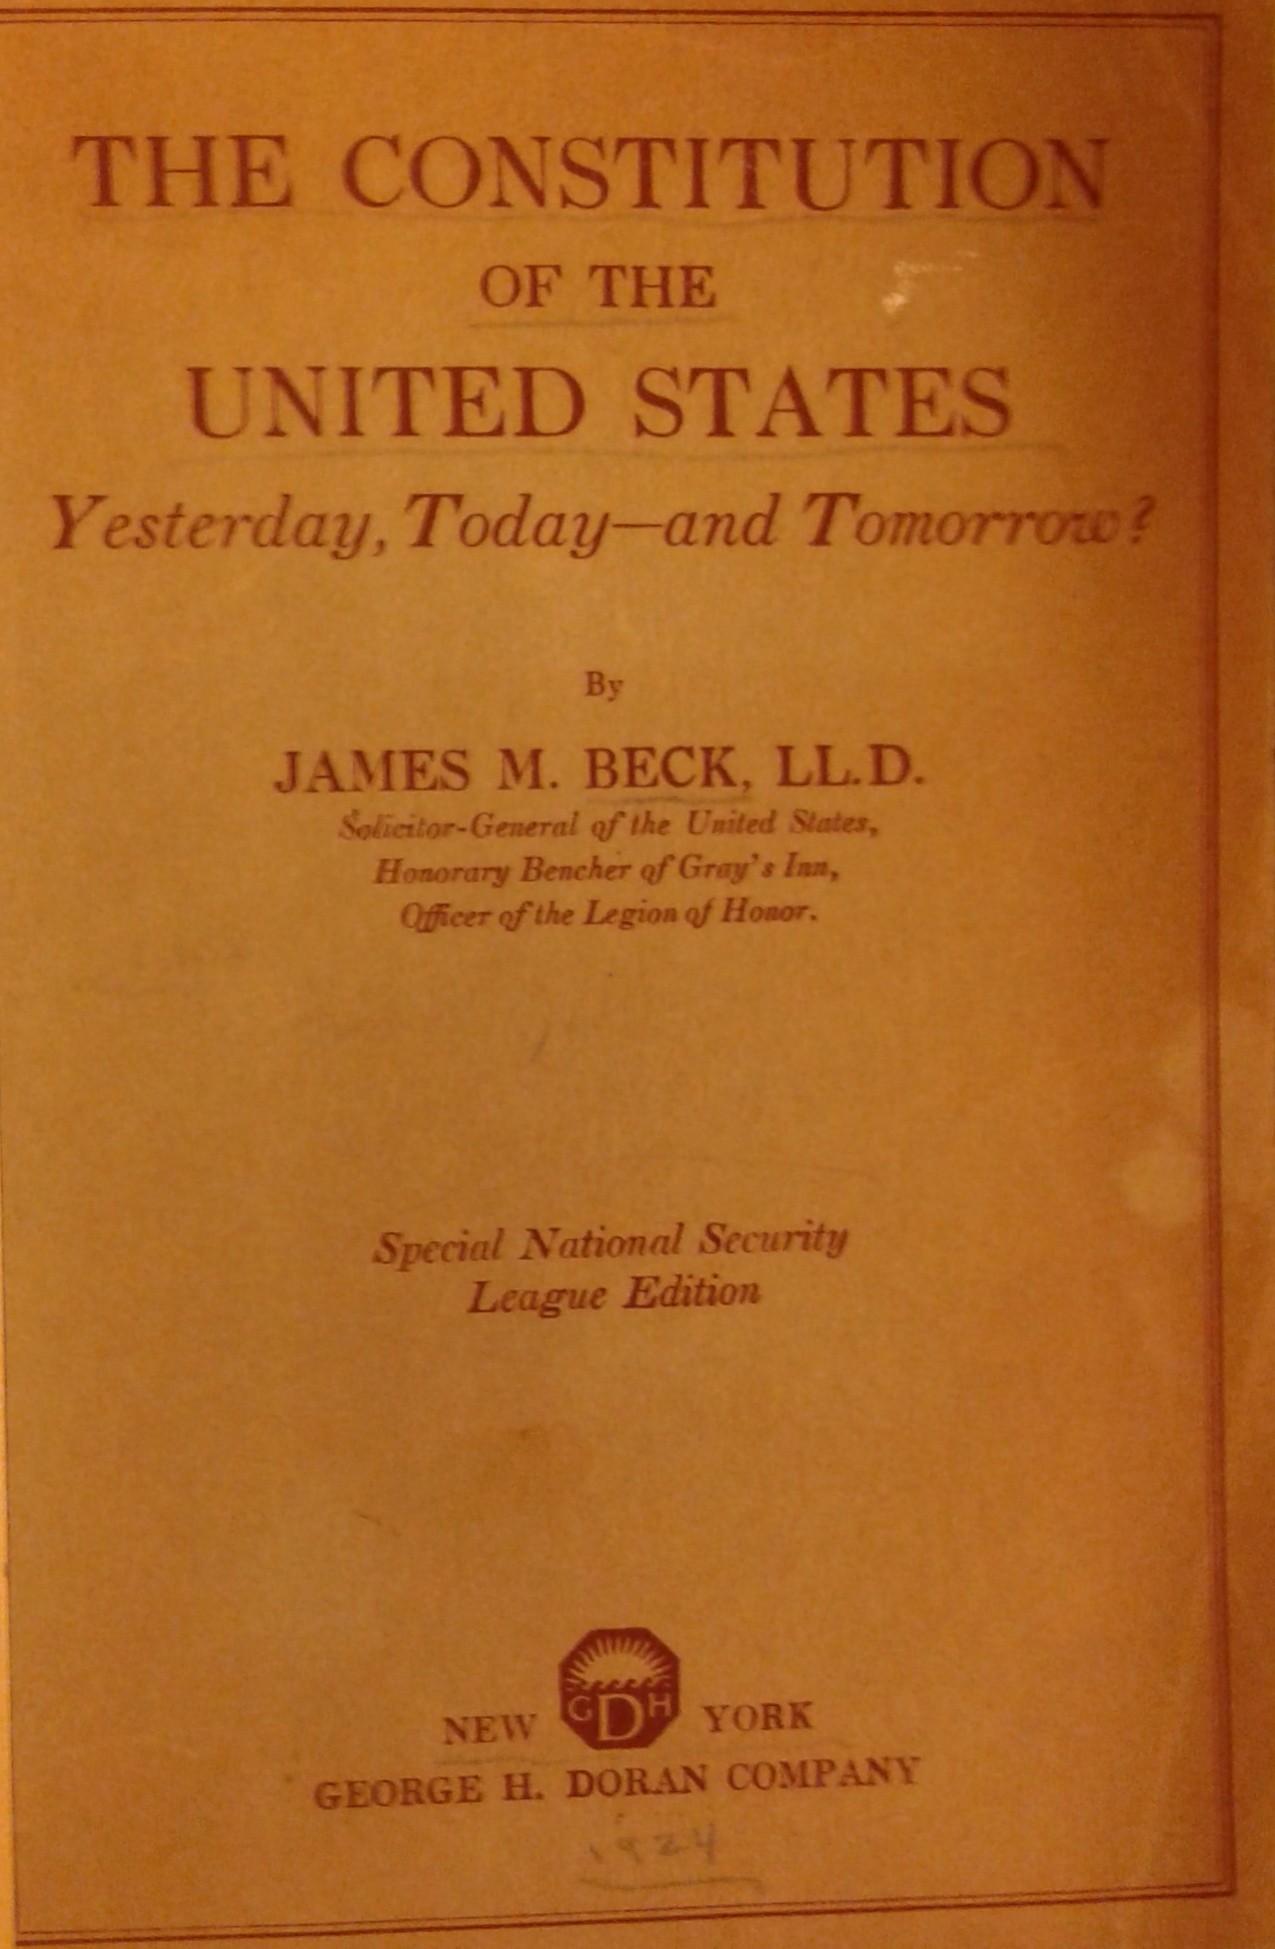 THE CONSTITUTION
OF THE
UNITED STATES
Yesterday, Today—and Tomorrow?
By
JAMES M. BECK, LL.D.
Solicitor-General of the United States,
Honorary Bencher of Gray's Inn,
Officer of the Legion of Honor.
Special National Security
League Edition
GDH
NEW YORK
GEORGE H. DORAN COMPANY
1924